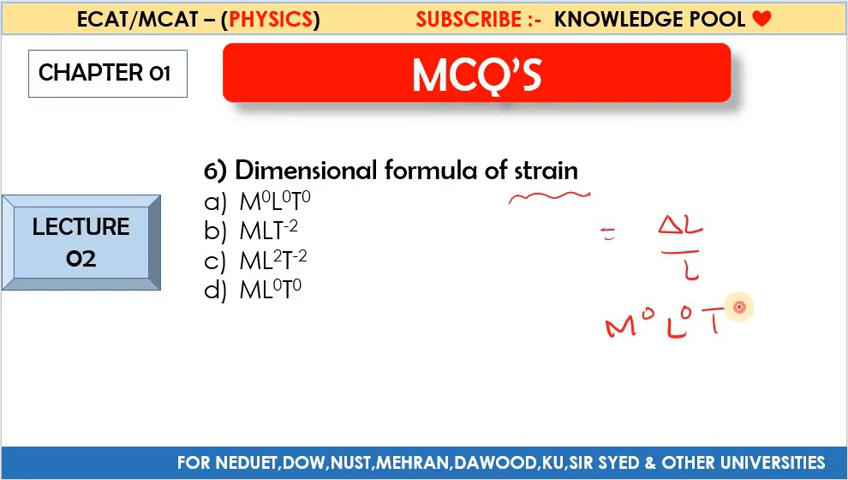 ECAT/MCAT – (PHYSICS)
SUBSCRIBE :- KNOWLEDGE POOL ❤
CHAPTER 01
MCQ'S
6) Dimensional formula of strain
a) M⁰L⁰T⁰
b) MLT⁻²
c) ML²T⁻²
d) ML⁰T⁰
LECTURE
02
= ΔL
L
M⁰ L⁰ T
FOR NEDUET,DOW,NUST,MEHRAN,DAWOOD,KU,SIR SYED & OTHER UNIVERSITIES